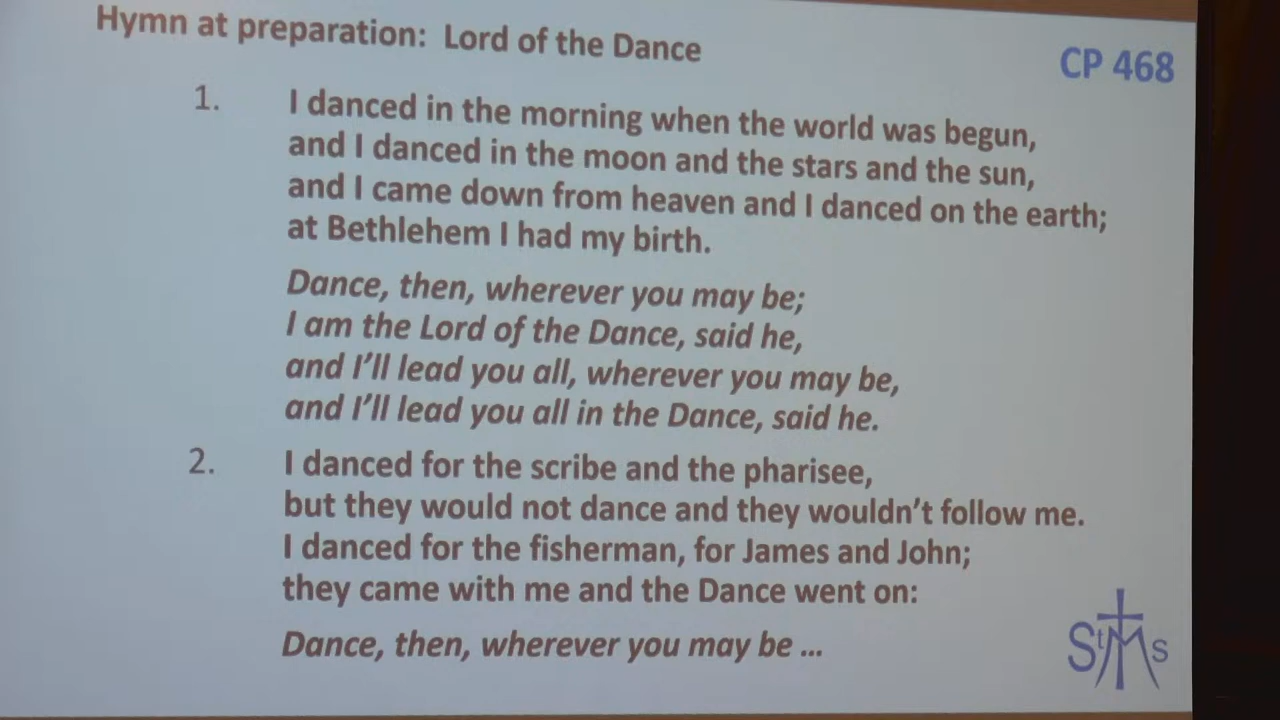 Hymn at preparation: Lord of the Dance
CP 468
1. I danced in the morning when the world was begun,
and I danced in the moon and the stars and the sun,
and I came down from heaven and I danced on the earth;
at Bethlehem I had my birth.
Dance, then, wherever you may be;
I am the Lord of the Dance, said he,
and I'll lead you all, wherever you may be,
and I'll lead you all in the Dance, said he.
2. I danced for the scribe and the pharisee,
but they would not dance and they wouldn't follow me.
I danced for the fisherman, for James and John;
they came with me and the Dance went on:
Dance, then, wherever you may be ...
St M s